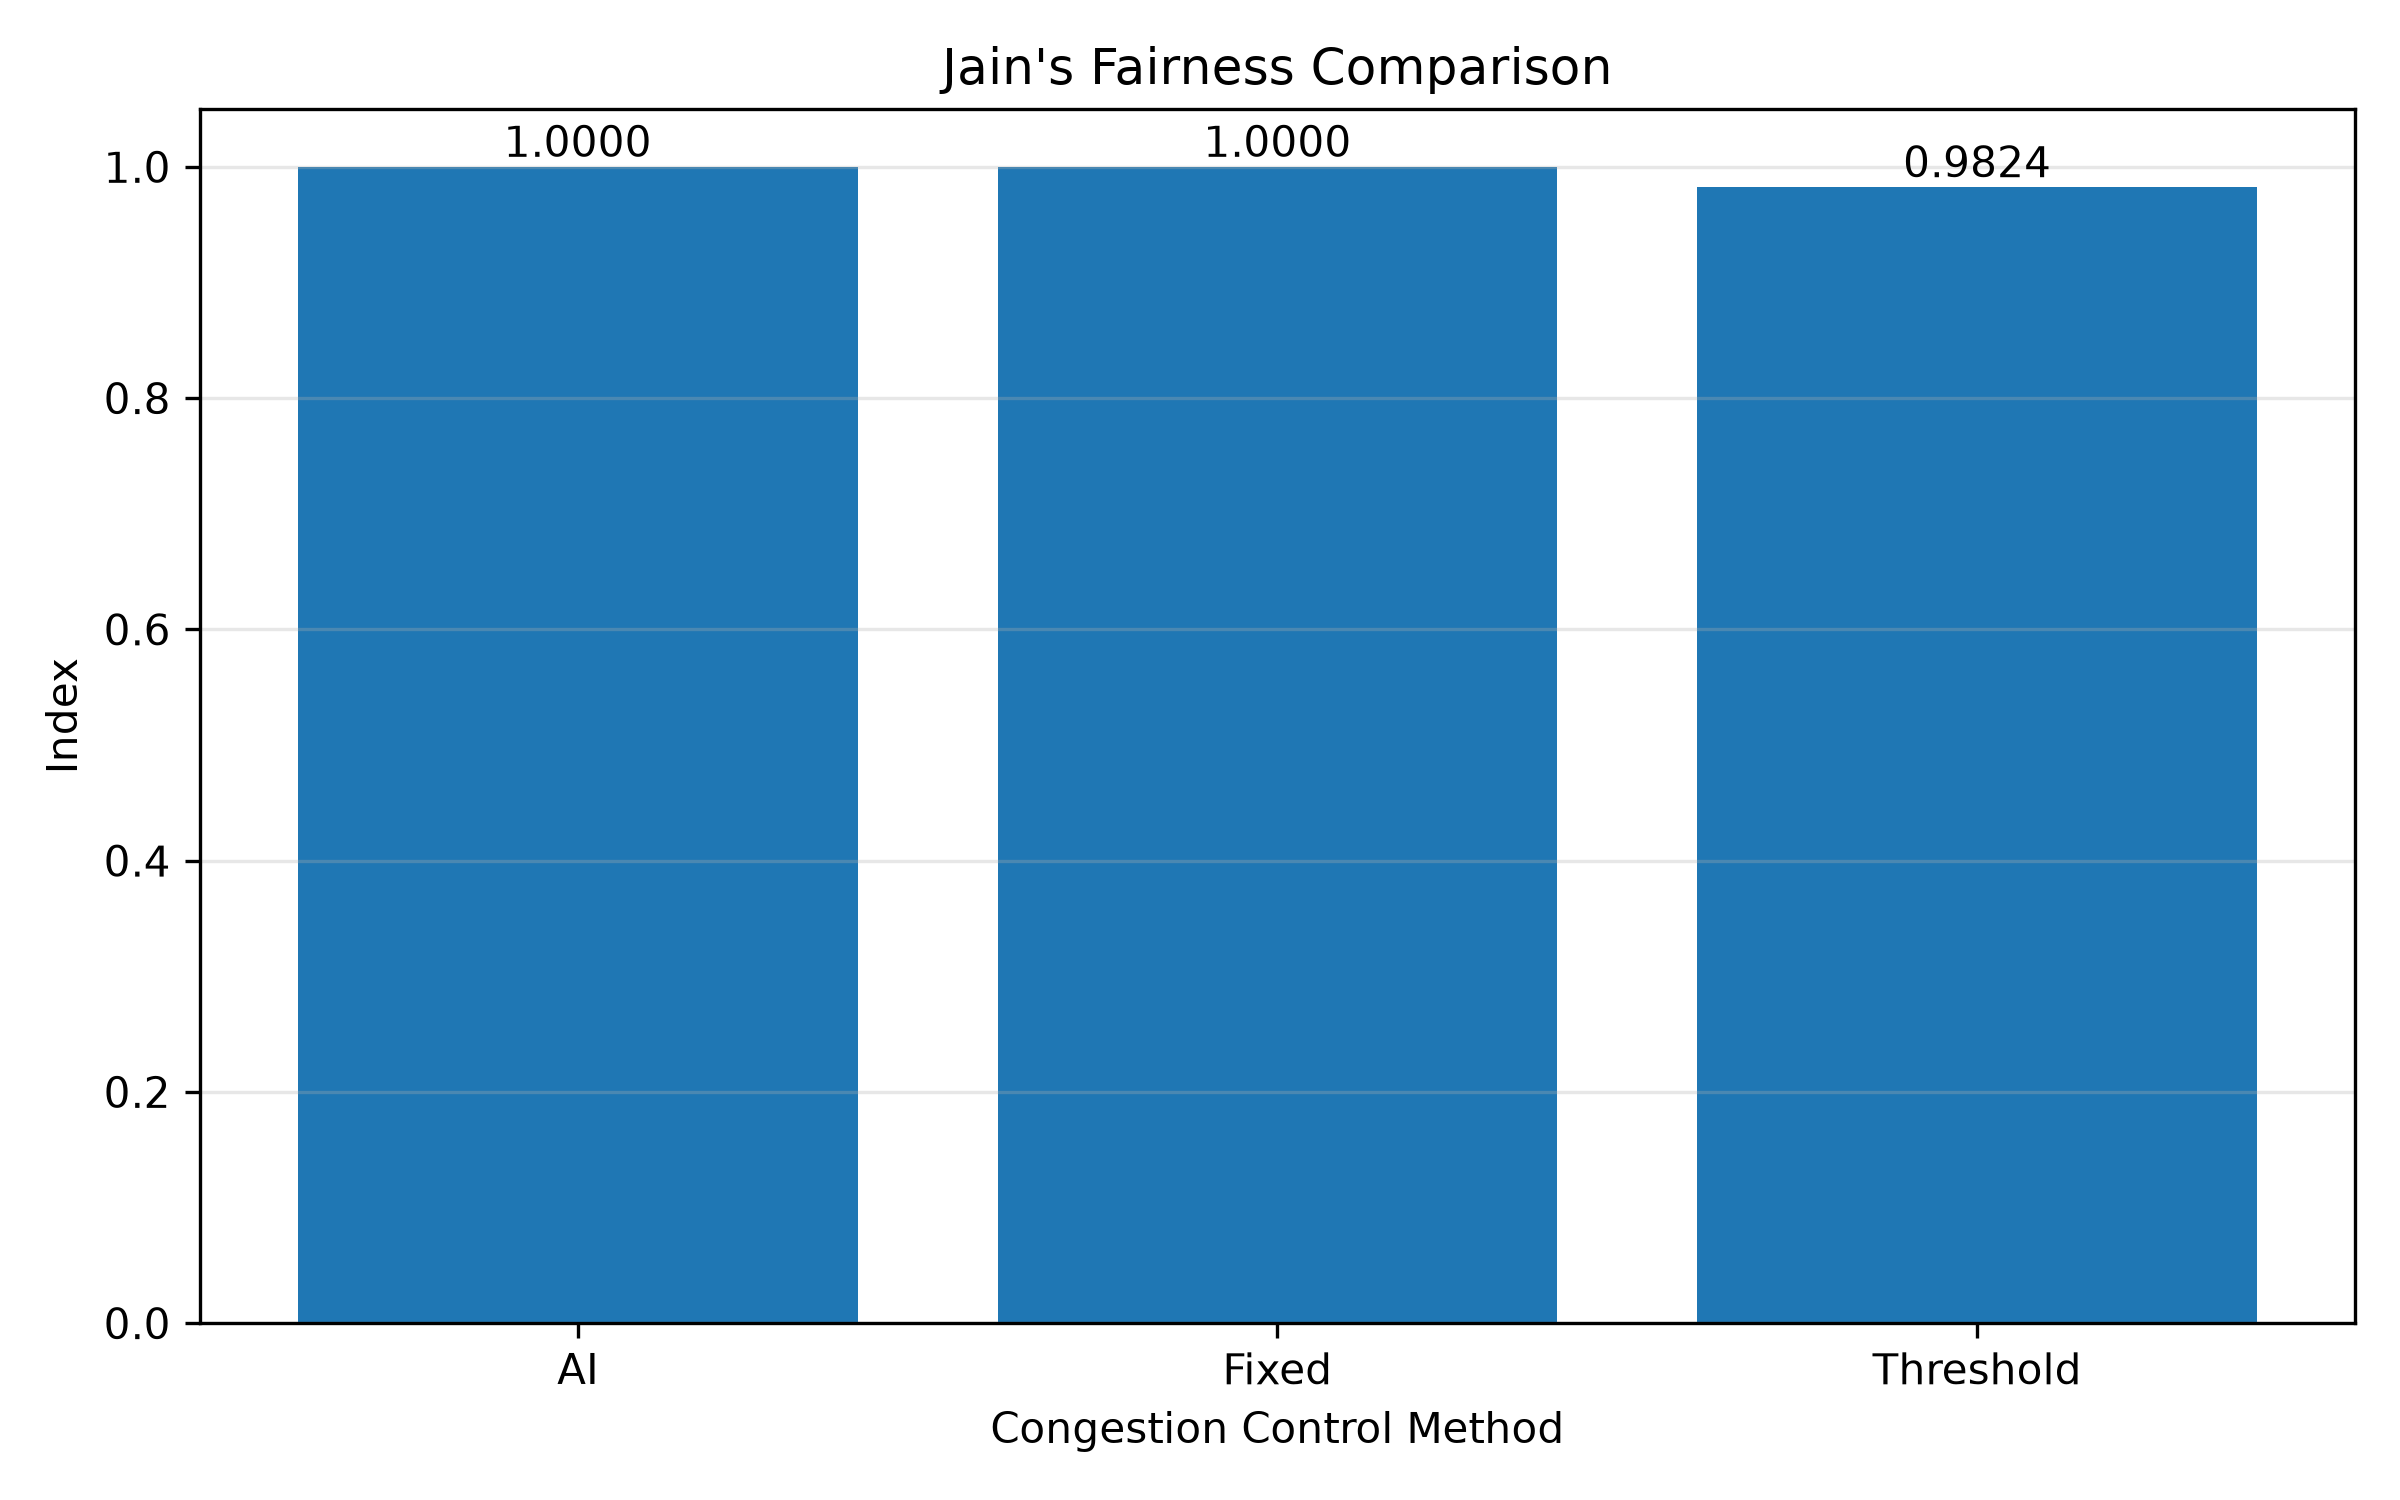 Jain's Fairness Comparison
1.0000
1.0000
0.9824
1.0
0.8
0.6
0.4
0.2
0.0
Index
AI
Fixed
Threshold
Congestion Control Method